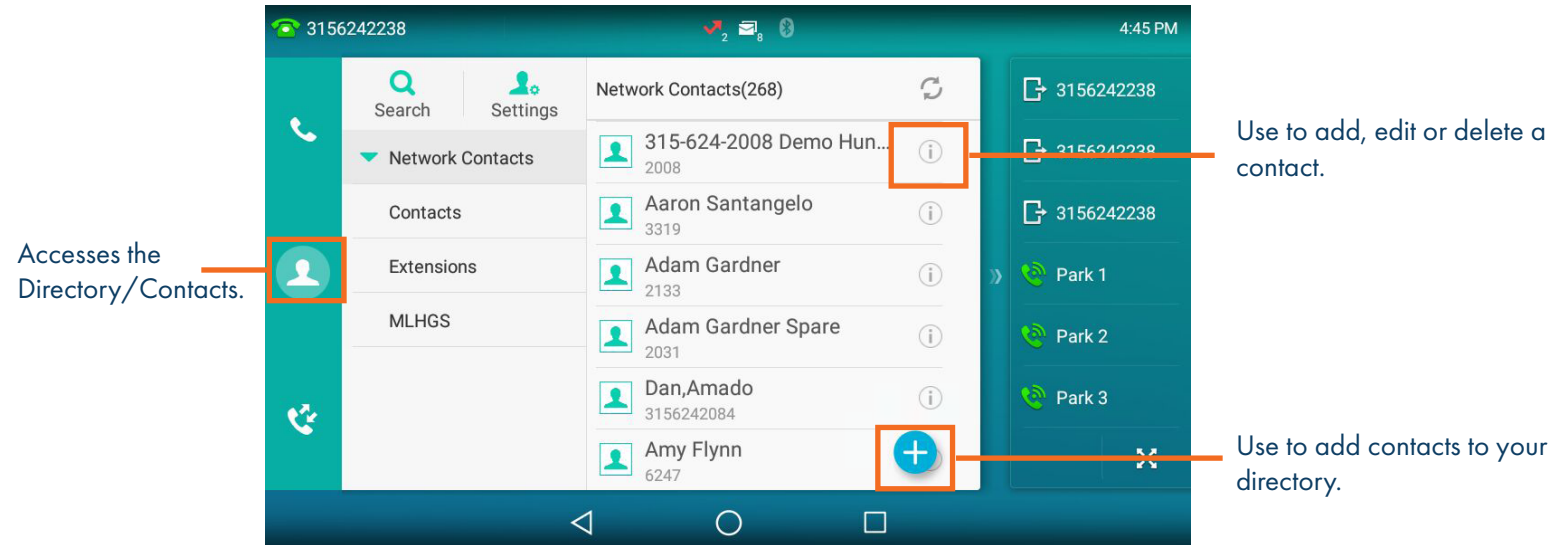 3156242238
2
8
4:45 PM
Search
Settings
Network Contacts
Contacts
Extensions
MLHGS
Network Contacts(268)
315-624-2008 Demo Hun...
2008
Aaron Santangelo
3319
Adam Gardner
2133
Adam Gardner Spare
2031
Dan,Amado
3156242084
Amy Flynn
6247
3156242238
3156242238
3156242238
Park 1
Park 2
Park 3
Accesses the
Directory/Contacts.
Use to add, edit or delete a
contact.
Use to add contacts to your
directory.